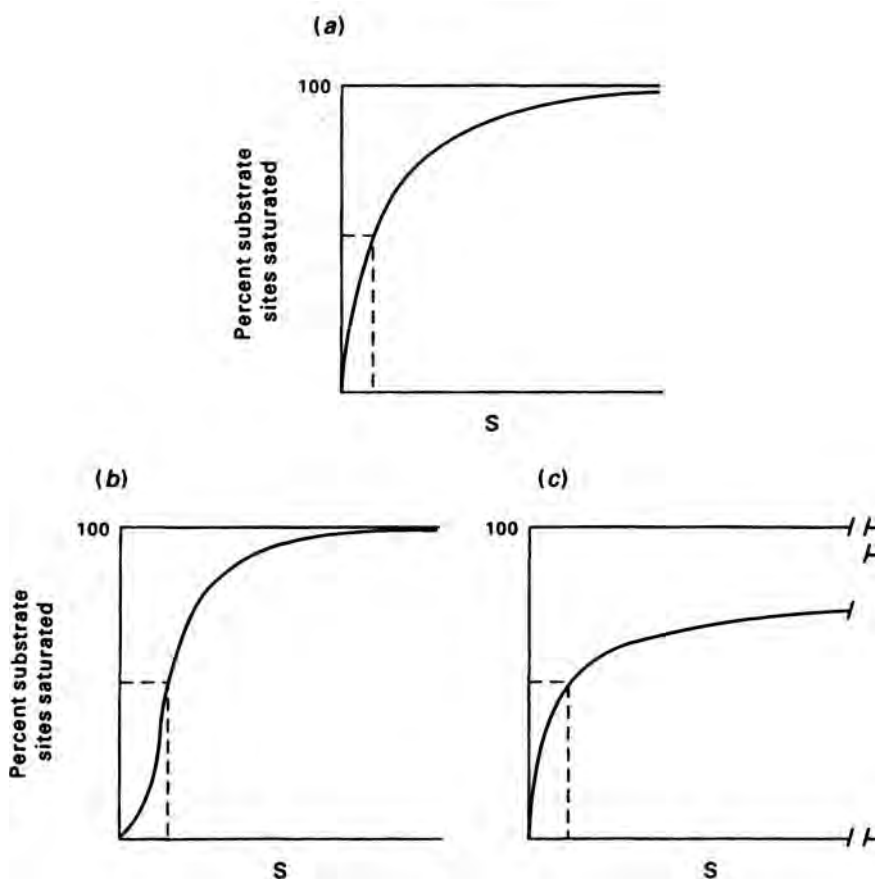 (a)
100
Percent substrate
sites saturated
S
(b)
100
Percent substrate
sites saturated
S
(c)
100
S